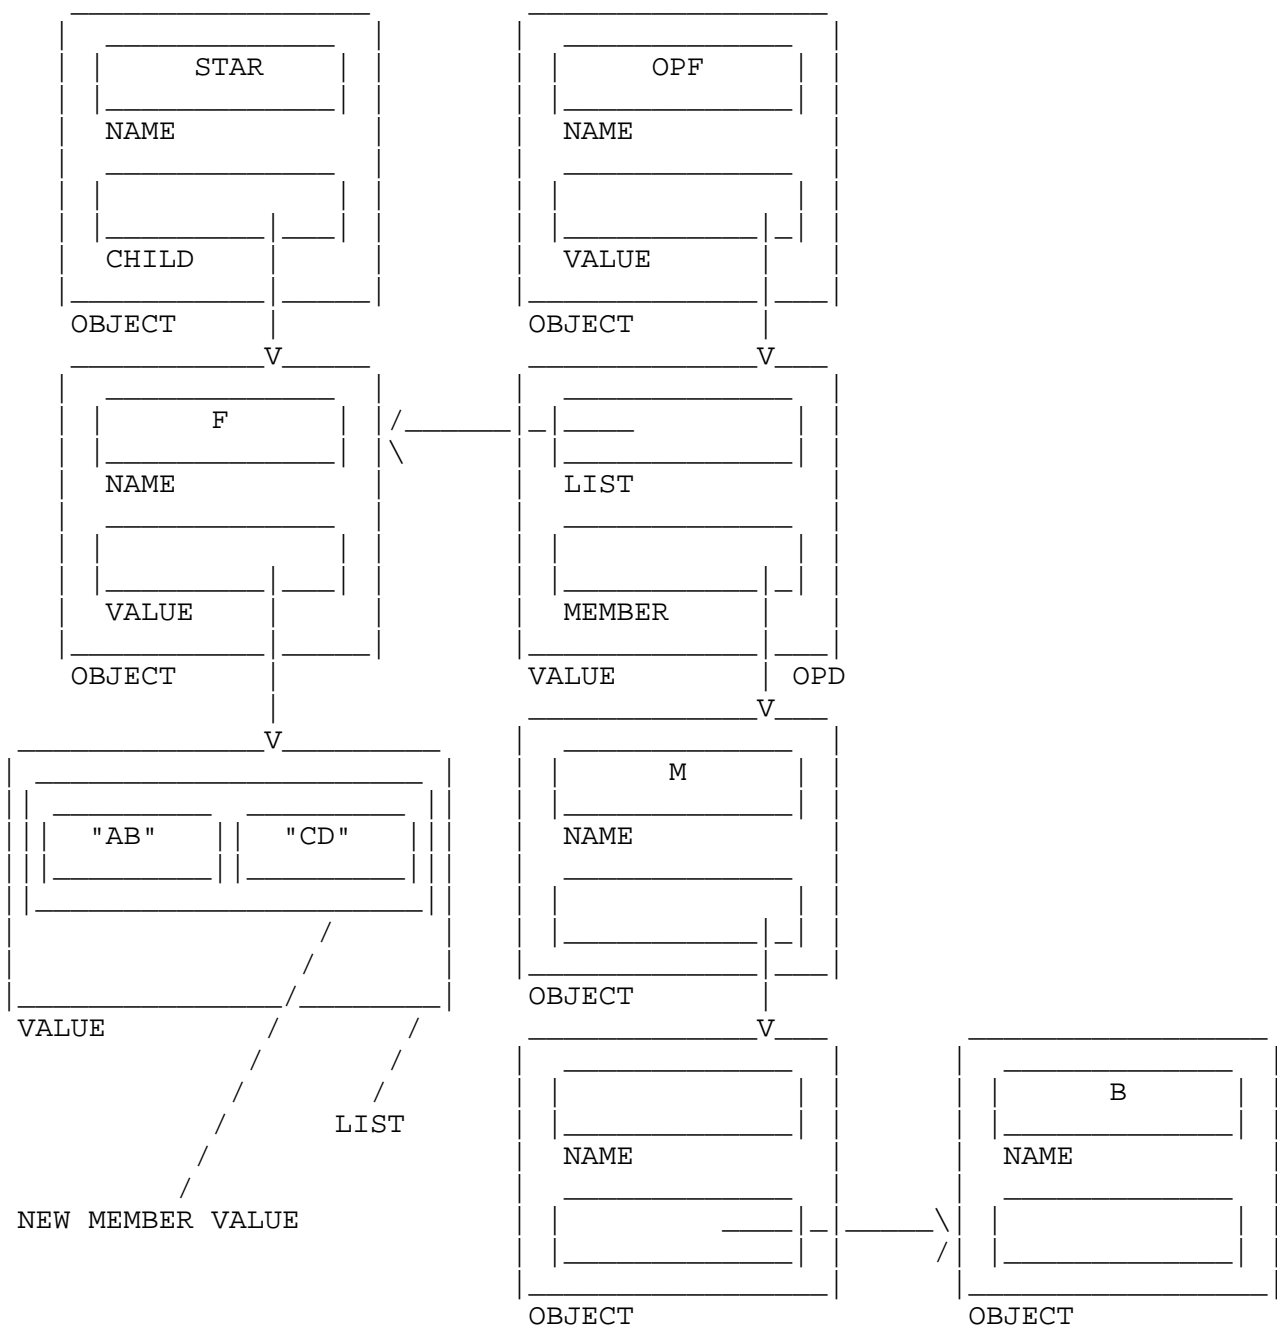 STAR OPF
NAME NAME
CHILD VALUE
OBJECT OBJECT
V V
F
NAME LIST
VALUE MEMBER
OBJECT VALUE OPD
V
V
M
"AB" "CD" NAME
OBJECT
VALUE V
B
LIST
NAME NAME
NEW MEMBER VALUE
OBJECT OBJECT